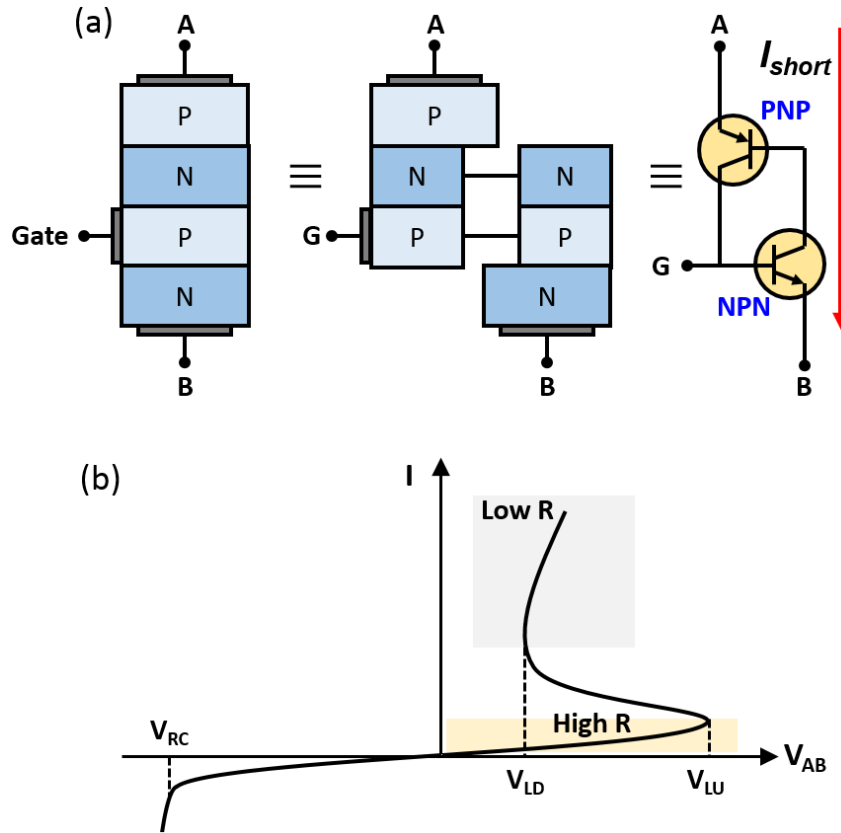 (a)
A
A
A
I_short
P
P
PNP
N
N
N
Gate
P
G
P
P
G
N
N
NPN
B
B
B
(b)
I
Low R
V_RC
High R
V_AB
V_LD
V_LU